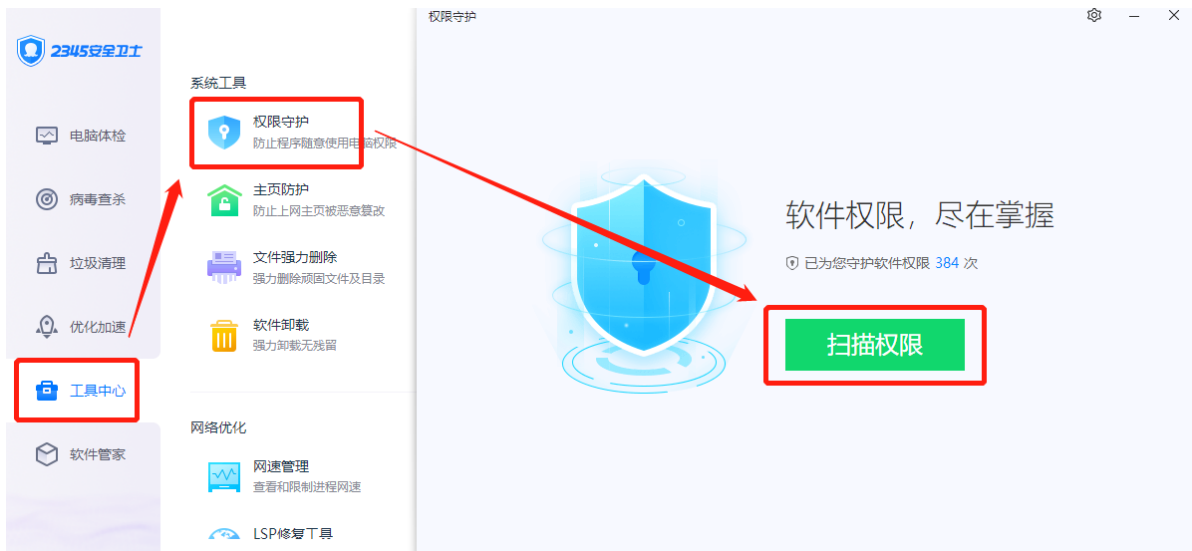 2345安全卫士
电脑体检
病毒查杀
垃圾清理
优化加速
工具中心
软件管家
系统工具
权限守护
防止程序随意使用电脑权限
主页防护
防止上网主页被恶意篡改
文件强力删除
强力删除顽固文件及目录
软件卸载
强力卸载无残留
网络优化
网速管理
查看和限制进程网速
LSP修复工具
权限守护
软件权限，尽在掌握
已为您守护软件权限 384 次
扫描权限